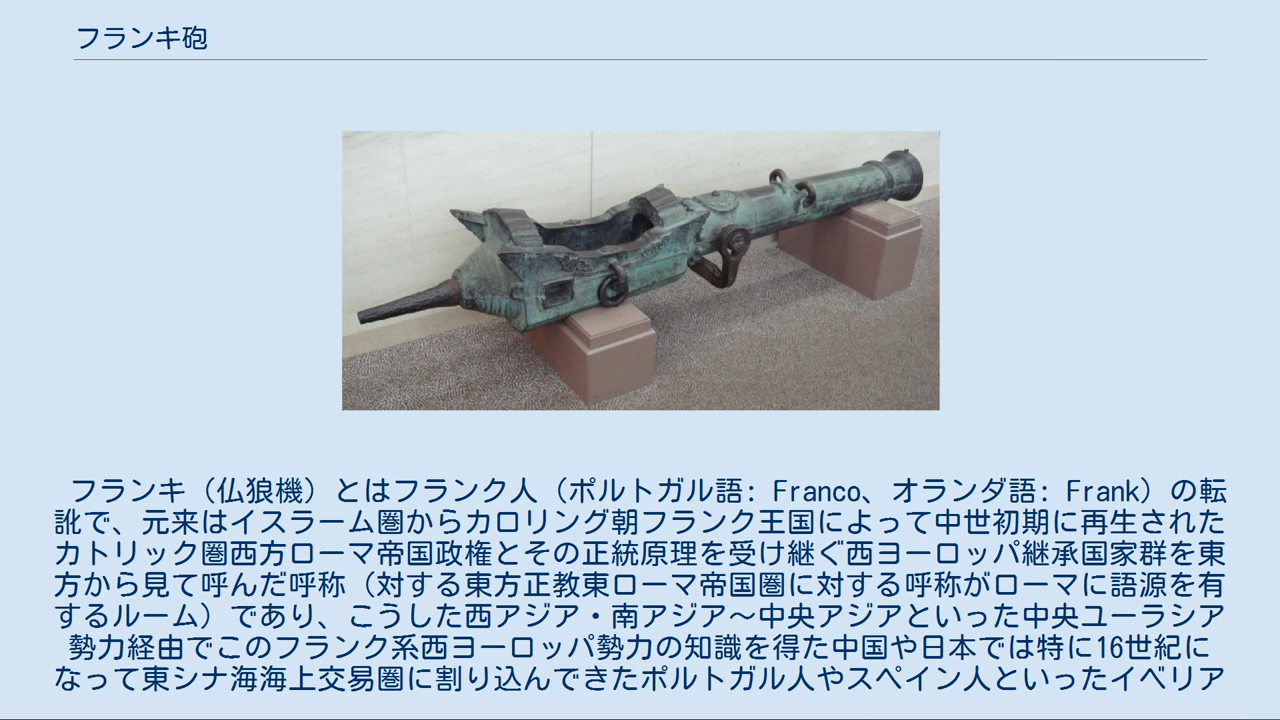 フランキ砲
フランキ（仏狼機）とはフランク人（ポルトガル語: Franco、オランダ語: Frank）の転
訛で、元来はイスラーム圏からカロリング朝フランク王国によって中世初期に再生された
カトリック圏西方ローマ帝国政権とその正統原理を受け継ぐ西ヨーロッパ継承国家群を東
方から見て呼んだ呼称（対する東方正教東ローマ帝国圏に対する呼称がローマに語源を有
するルーム）であり、こうした西アジア・南アジア～中央アジアといった中央ユーラシア
勢力経由でこのフランク系西ヨーロッパ勢力の知識を得た中国や日本では特に16世紀に
なって東シナ海海上交易圏に割り込んできたポルトガル人やスペイン人といったイベリア